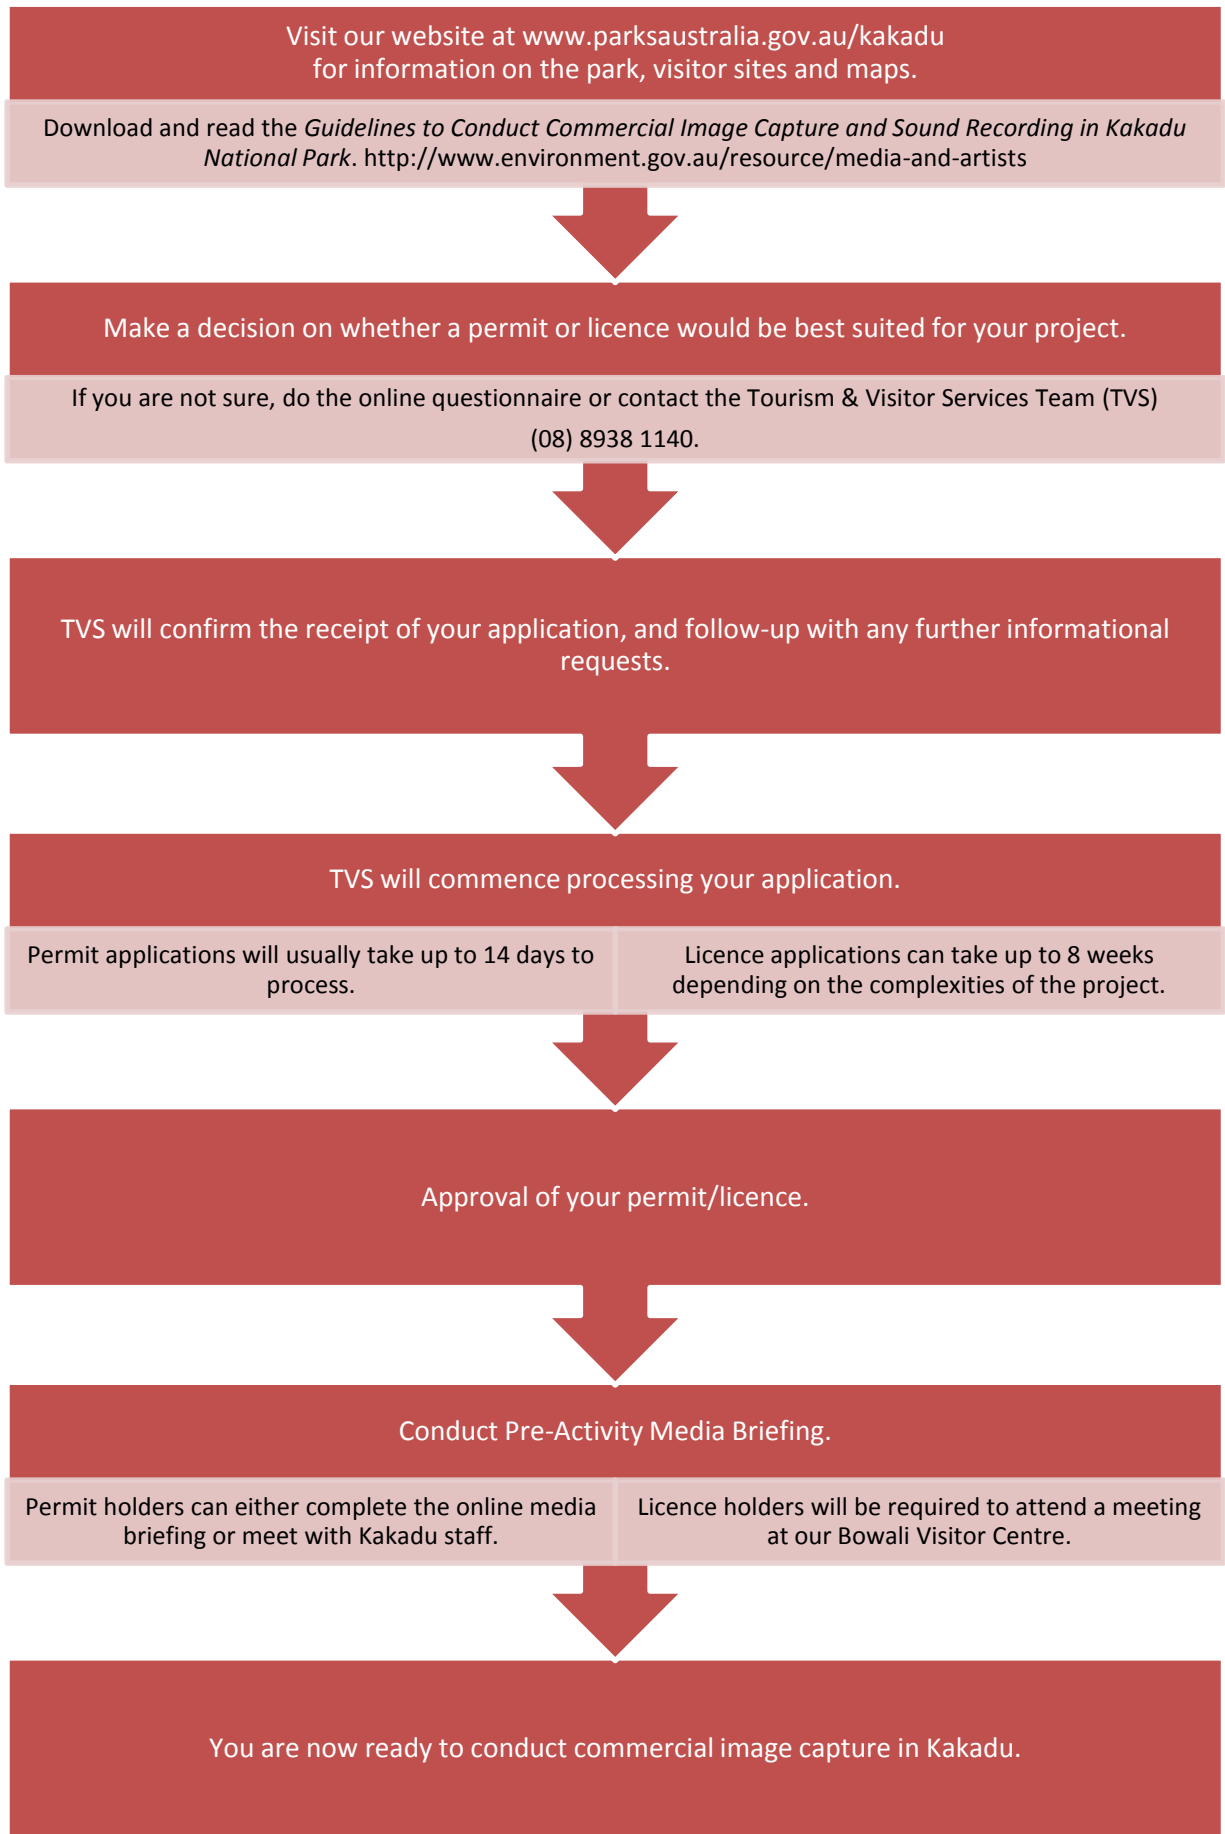 Visit our website at www.parksaustralia.gov.au/kakadu
for information on the park, visitor sites and maps.
Download and read the Guidelines to Conduct Commercial Image Capture and Sound Recording in Kakadu
National Park. http://www.environment.gov.au/resource/media-and-artists
Make a decision on whether a permit or licence would be best suited for your project.
If you are not sure, do the online questionnaire or contact the Tourism & Visitor Services Team (TVS)
(08) 8938 1140.
TVS will confirm the receipt of your application, and follow-up with any further informational
requests.
TVS will commence processing your application.
Permit applications will usually take up to 14 days to
process.
Licence applications can take up to 8 weeks
depending on the complexities of the project.
Approval of your permit/licence.
Conduct Pre-Activity Media Briefing.
Permit holders can either complete the online media
briefing or meet with Kakadu staff.
Licence holders will be required to attend a meeting
at our Bowali Visitor Centre.
You are now ready to conduct commercial image capture in Kakadu.